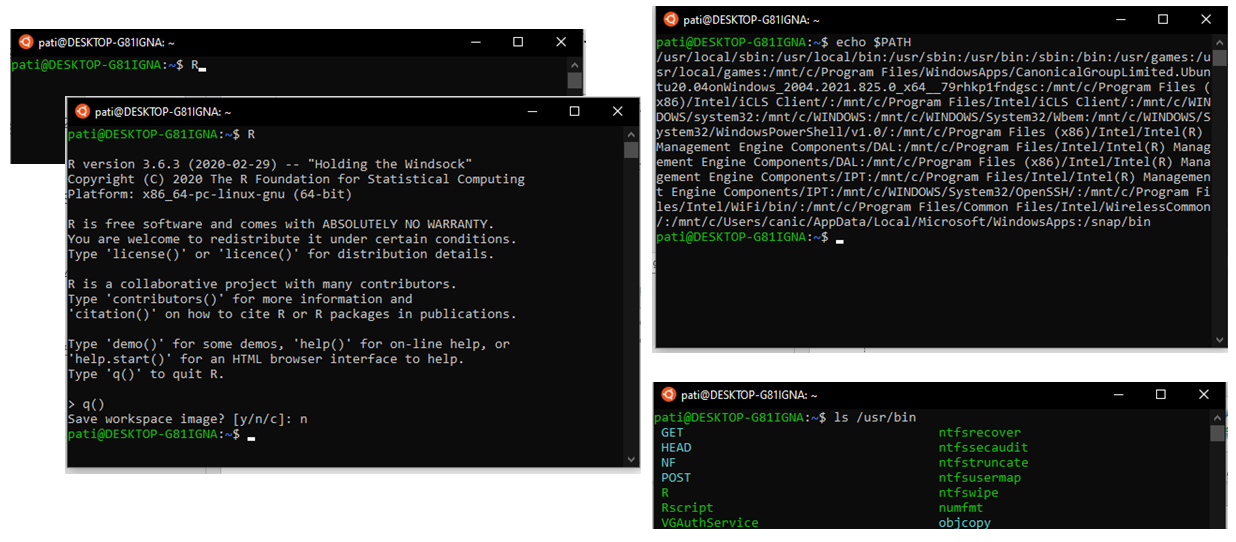 pati@DESKTOP-G81IGNA: ~
pati@DESKTOP-G81IGNA:~$ R
pati@DESKTOP-G81IGNA: ~
pati@DESKTOP-G81IGNA:~$ R
R version 3.6.3 (2020-02-29) -- "Holding the Windsock"
Copyright (C) 2020 The R Foundation for Statistical Computing
Platform: x86_64-pc-linux-gnu (64-bit)
R is free software and comes with ABSOLUTELY NO WARRANTY.
You are welcome to redistribute it under certain conditions.
Type 'license()' or 'licence()' for distribution details.
R is a collaborative project with many contributors.
Type 'contributors()' for more information and
'citation()' on how to cite R or R packages in publications.
Type 'demo()' for some demos, 'help()' for on-line help, or
'help.start()' for an HTML browser interface to help.
Type 'q()' to quit R.
> q()
Save workspace image? [y/n/c]: n
pati@DESKTOP-G81IGNA:~$
pati@DESKTOP-G81IGNA: ~
pati@DESKTOP-G81IGNA:~$ echo $PATH
/usr/local/sbin:/usr/local/bin:/usr/sbin:/usr/bin:/sbin:/bin:/usr/games:/u
sr/local/games:/mnt/c/Program Files/WindowsApps/CanonicalGroupLimited.Ubun
tu20.04onWindows_2004.2021.825.0_x64__79rhkp1fndgsc:/mnt/c/Program Files (
x86)/Intel/iCLS Client/:/mnt/c/Program Files/Intel/iCLS Client/:/mnt/c/WIN
DOWS/system32:/mnt/c/WINDOWS:/mnt/c/WINDOWS/System32/Wbem:/mnt/c/WINDOWS/S
ystem32/WindowsPowerShell/v1.0/:/mnt/c/Program Files (x86)/Intel/Intel(R)
Management Engine Components/DAL:/mnt/c/Program Files/Intel/Intel(R) Manag
ement Engine Components/DAL:/mnt/c/Program Files (x86)/Intel/Intel(R) Mana
gement Engine Components/IPT:/mnt/c/Program Files/Intel/Intel(R) Managemen
t Engine Components/IPT:/mnt/c/WINDOWS/System32/OpenSSH/:/mnt/c/Program Fi
les/Intel/WiFi/bin/:/mnt/c/Program Files/Common Files/Intel/WirelessCommon
/:/mnt/c/Users/canic/AppData/Local/Microsoft/WindowsApps:/snap/bin
pati@DESKTOP-G81IGNA:~$
pati@DESKTOP-G81IGNA: ~
pati@DESKTOP-G81IGNA:~$ ls /usr/bin
GET ntfsrecover
HEAD ntfssecaudit
NF ntfstruncate
POST ntfsusermap
R ntfswipe
Rscript numfmt
VGAuthService objcopy